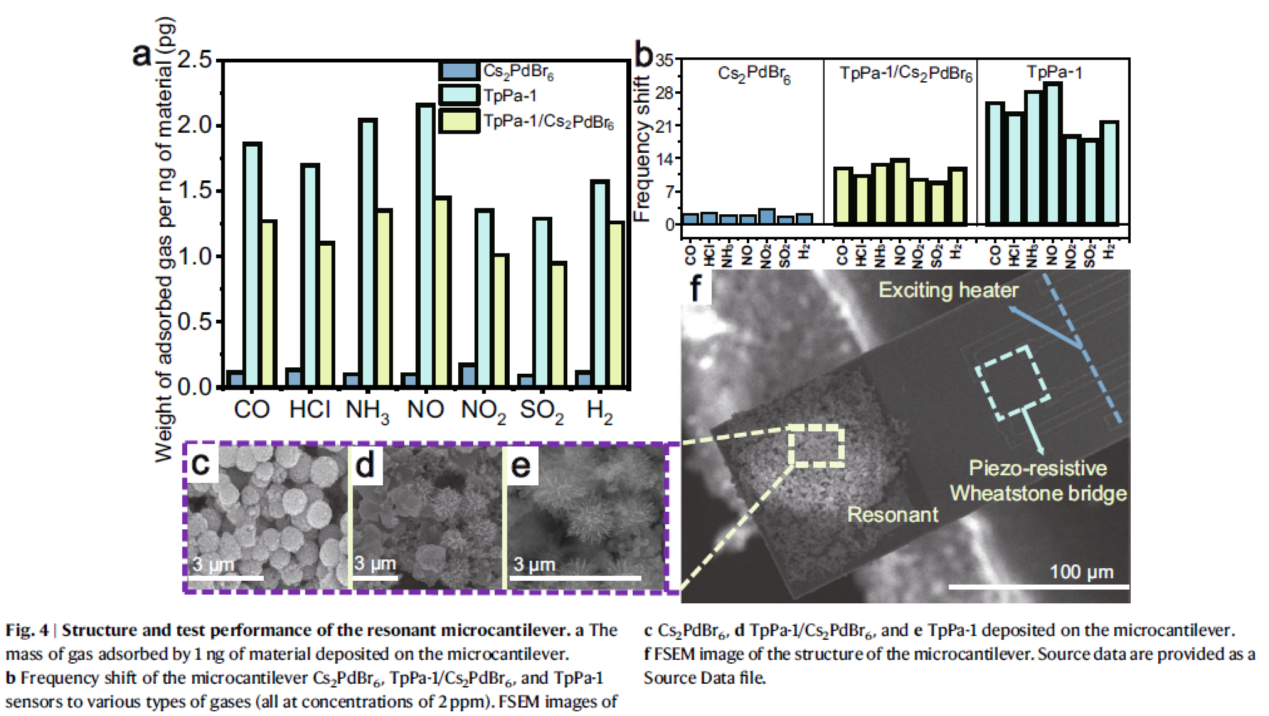 a
Weight of adsorbed gas per ng of material (pg)
2.5
2.0
1.5
1.0
0.5
0.0
Cs₂PdBr₆
TpPa-1
TpPa-1/Cs₂PdBr₆
CO HCl NH₃ NO NO₂ SO₂ H₂
b
Frequency shift
35
28
21
14
7
0
Cs₂PdBr₆ TpPa-1/Cs₂PdBr₆ TpPa-1
CO HCl NH₃ NO NO₂ SO₂ H₂ CO HCl NH₃ NO NO₂ SO₂ H₂ CO HCl NH₃ NO NO₂ SO₂ H₂
c
3 μm
d
3 μm
e
3 μm
f
Exciting heater
Piezo-resistive
Wheatstone bridge
Resonant
100 μm
Fig. 4 | Structure and test performance of the resonant microcantilever. a The
mass of gas adsorbed by 1 ng of material deposited on the microcantilever.
b Frequency shift of the microcantilever Cs₂PdBr₆, TpPa-1/Cs₂PdBr₆, and TpPa-1
sensors to various types of gases (all at concentrations of 2 ppm). FSEM images of
c Cs₂PdBr₆, d TpPa-1/Cs₂PdBr₆, and e TpPa-1 deposited on the microcantilever.
f FSEM image of the structure of the microcantilever. Source data are provided as a
Source Data file.